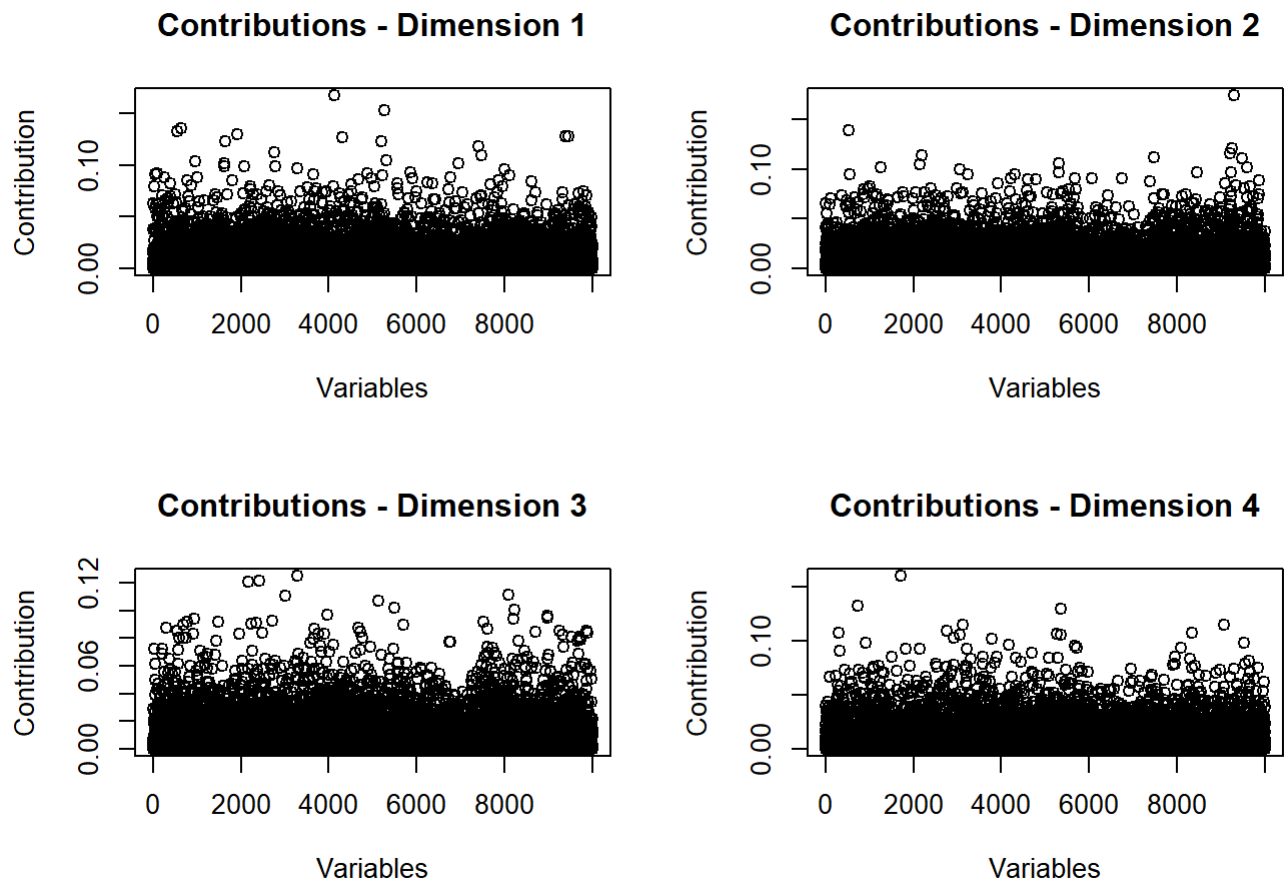 Contributions - Dimension 1
Contribution
0.00 0.10
0 2000 4000 6000 8000
Variables
Contributions - Dimension 2
Contribution
0.00 0.10
0 2000 4000 6000 8000
Variables
Contributions - Dimension 3
Contribution
0.00 0.06 0.12
0 2000 4000 6000 8000
Variables
Contributions - Dimension 4
Contribution
0.00 0.10
0 2000 4000 6000 8000
Variables